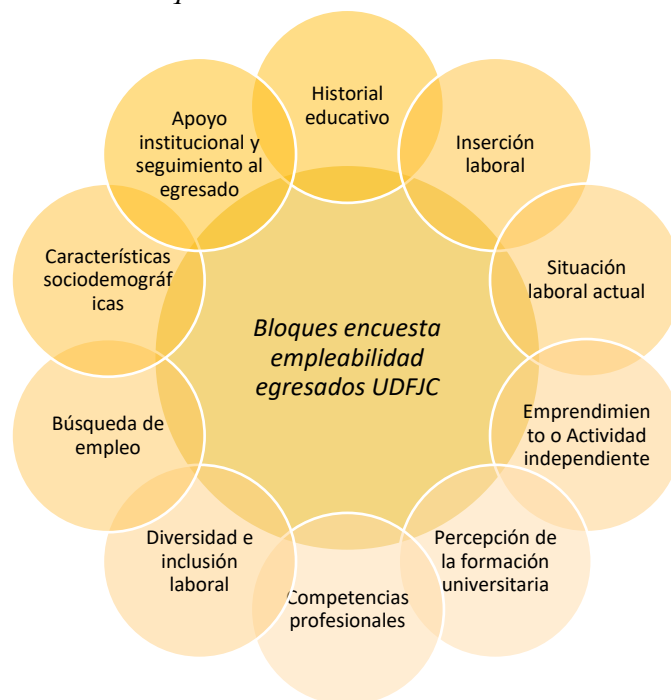 Historial
educativo
Inserción
laboral
Situación
laboral actual
Emprendimien
to o Actividad
independiente
Percepción de
la formación
universitaria
Competencias
profesionales
Diversidad e
inclusión
laboral
Búsqueda de
empleo
Características
sociodemográf
icas
Apoyo
institucional y
seguimiento al
egresado
Bloques encuesta
empleabilidad
egresados UDFJC